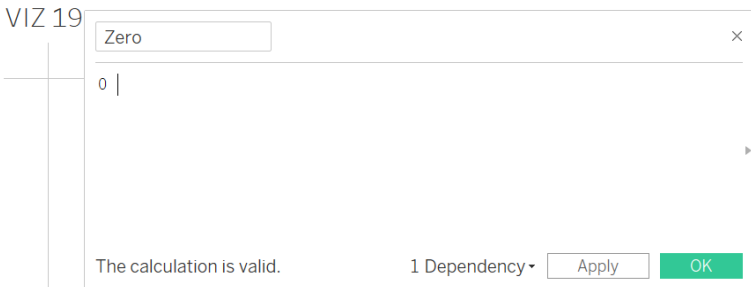 VIZ 19
Zero
0
The calculation is valid.
1 Dependency
Apply
OK